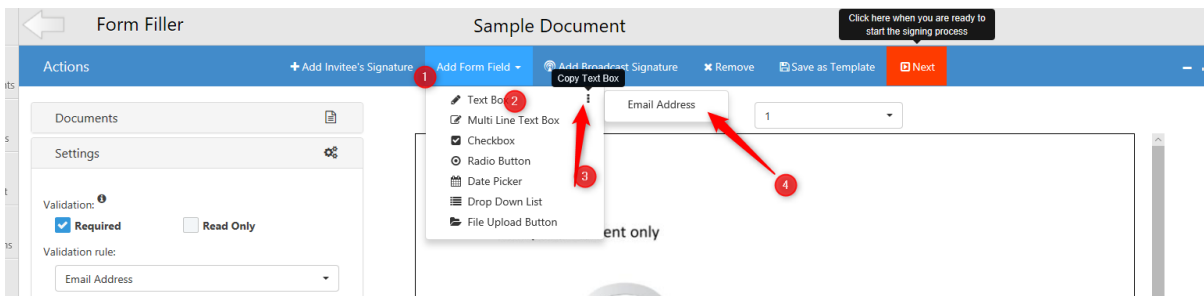 Form Filler
Sample Document
Click here when you are ready to
start the signing process
Actions
Add Invitee's Signature
Add Form Field
Add Broadcast Signature
Remove
Save as Template
Next
1
Copy Text Box
nts
Documents
Settings
s
t
ns
Validation:
Required
Read Only
Validation rule:
Email Address
Text Box
2
Multi Line Text Box
Checkbox
Radio Button
Date Picker
Drop Down List
File Upload Button
3
Email Address
4
1
ent only